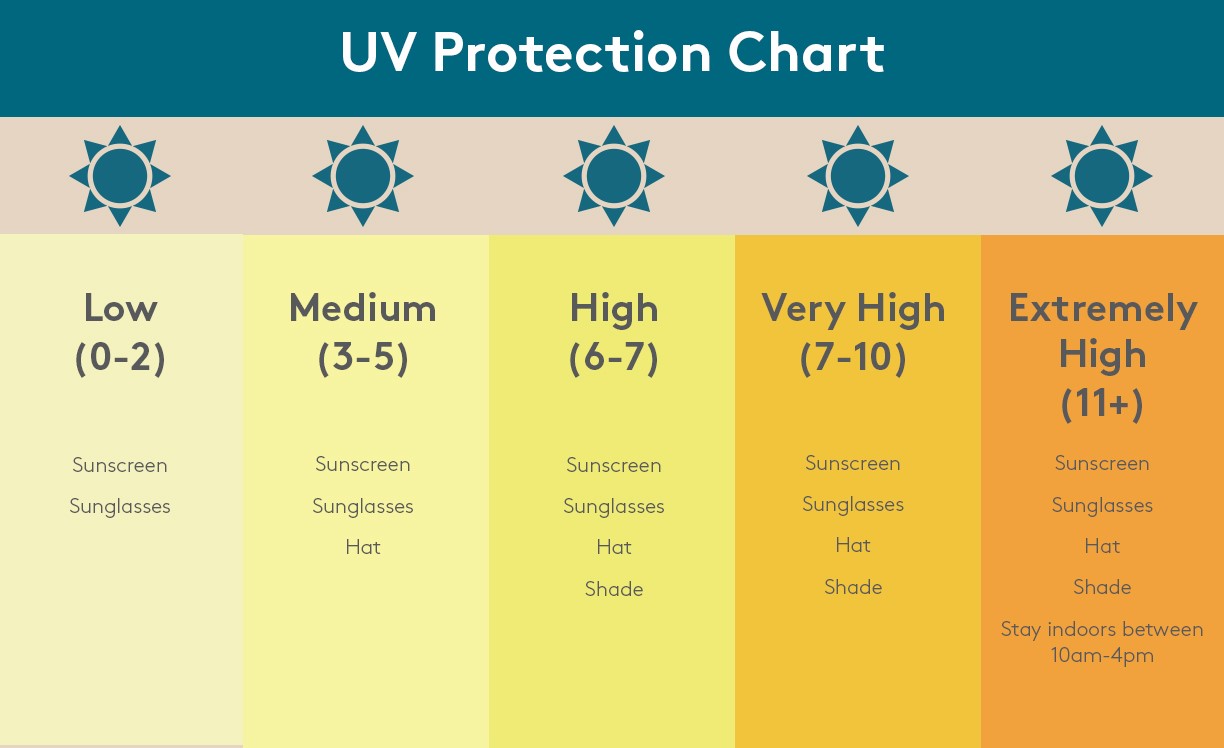 UV Protection Chart
Low
(0-2)
Sunscreen
Sunglasses
Medium
(3-5)
Sunscreen
Sunglasses
Hat
High
(6-7)
Sunscreen
Sunglasses
Hat
Shade
Very High
(7-10)
Sunscreen
Sunglasses
Hat
Shade
Extremely
High
(11+)
Sunscreen
Sunglasses
Hat
Shade
Stay indoors between
10am-4pm